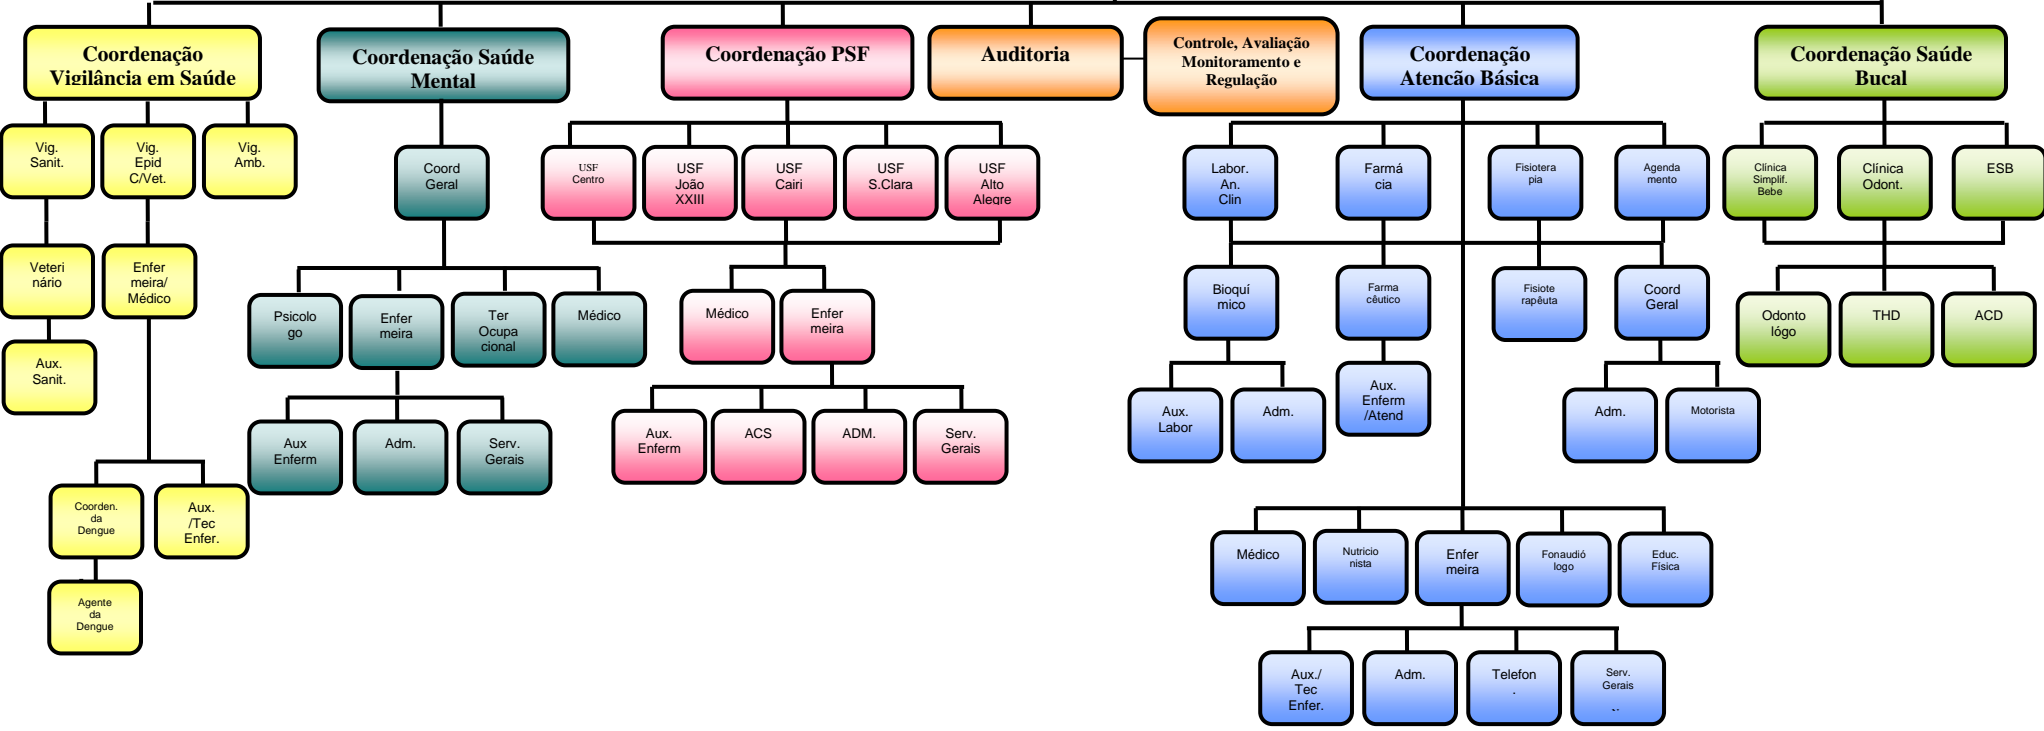 Coordenação
Vigilância em Saúde
Coordenação Saúde
Mental
Coordenação PSF
Auditoria
Controle, Avaliação
Monitoramento e
Regulação
Coordenação
Atencão Básica
Coordenação Saúde
Bucal
Vig.
Sanit.
Vig.
Epid
C/Vet.
Vig.
Amb.
Coord
Geral
USF
Centro
USF
João
XXIII
USF
Cairi
USF
S.Clara
USF
Alto
Alegre
Labor.
An.
Clin
Farmá
cia
Fisiotera
pia
Agenda
mento
Clínica
Simplif.
Bebe
Clínica
Odont.
ESB
Veteri
nário
Enfer
meira/
Médico
Psicolo
go
Enfer
meira
Ter
Ocupa
cional
Médico
Médico
Enfer
meira
Bioquí
mico
Farma
cêutico
Fisiote
rapêuta
Coord
Geral
Odonto
lógo
THD
ACD
Aux.
Sanit.
Aux
Enferm
Adm.
Serv.
Gerais
Aux.
Enferm
ACS
ADM.
Serv.
Gerais
Aux.
Labor
Adm.
Aux.
Enferm
/Atend
Adm.
Motorista
Coorden.
da
Dengue
Aux.
/Tec
Enfer.
Agente
da
Dengue
Médico
Nutricio
nista
Enfer
meira
Fonaudió
logo
Educ.
Física
Aux./
Tec
Enfer.
Adm.
Telefon
.
Serv.
Gerais